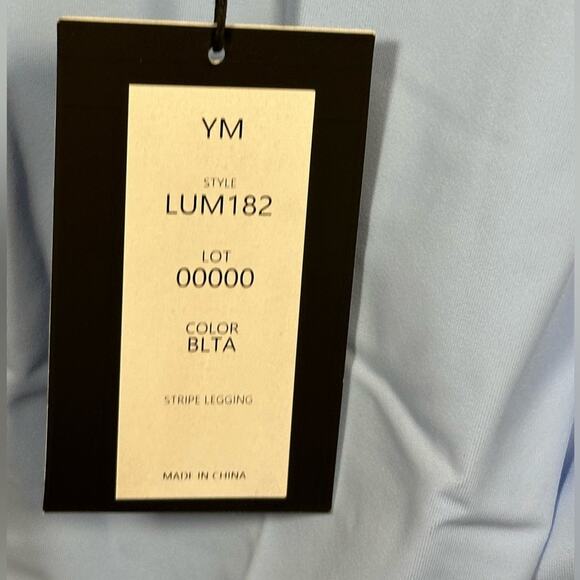 YM
STYLE
LUM182
LOT
00000
COLOR
BLTA
STRIPE LEGGING
MADE IN CHINA